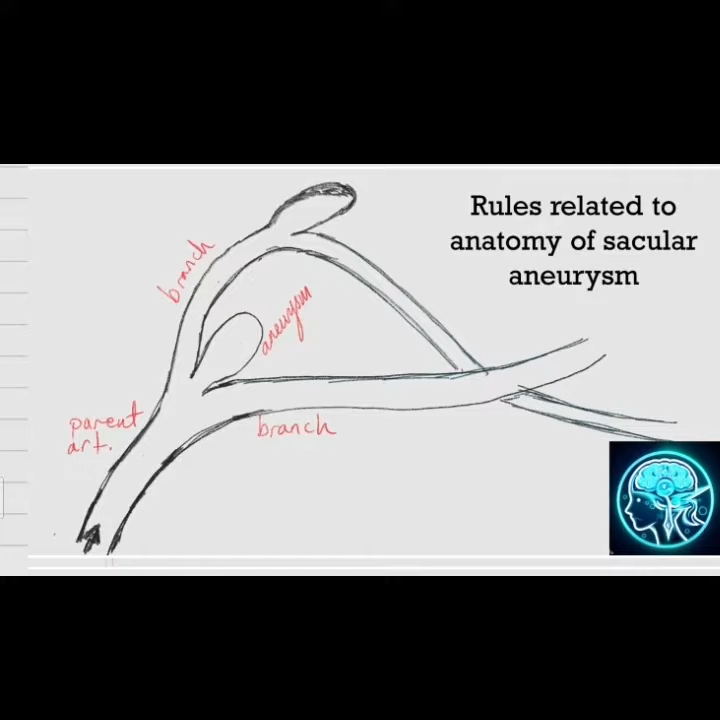 Rules related to
anatomy of sacular
aneurysm
branch
aneurysm
parent
art.
branch